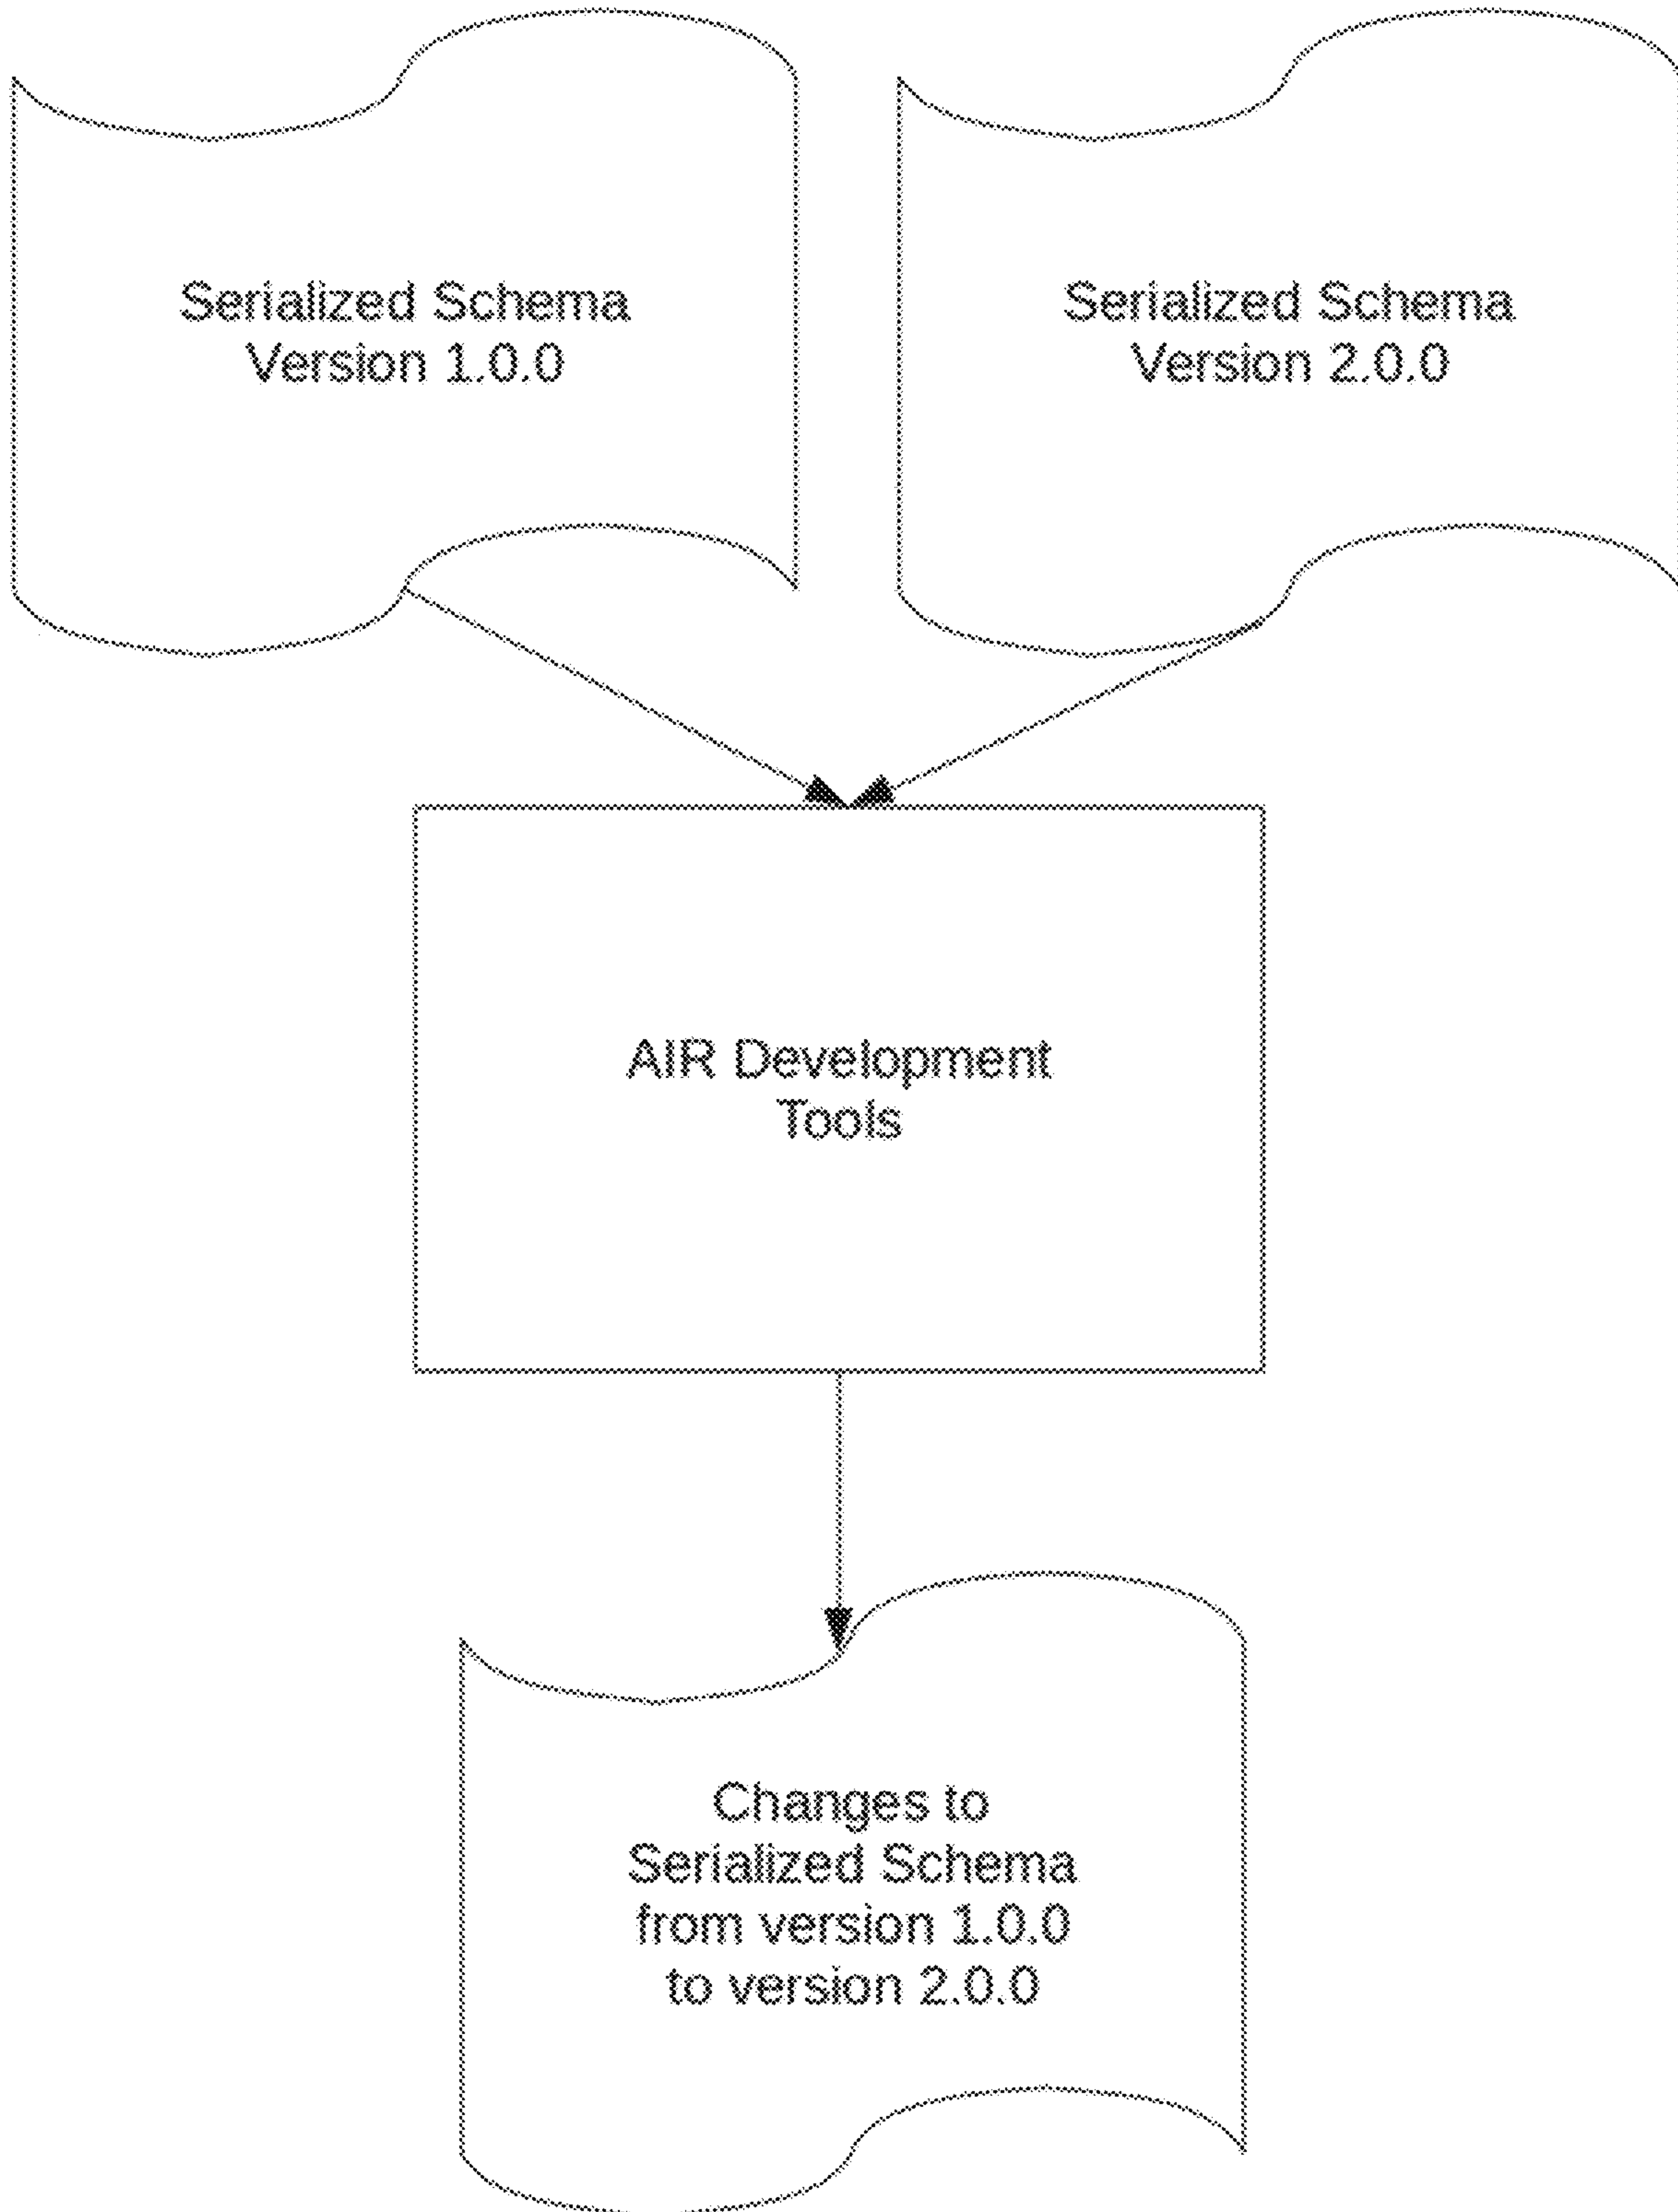 Serialized Schema
Version 1.0.0
Serialized Schema
Version 2.0.0
AIR Development
Tools
Changes to
Serialized Schema
from version 1.0.0
to version 2.0.0